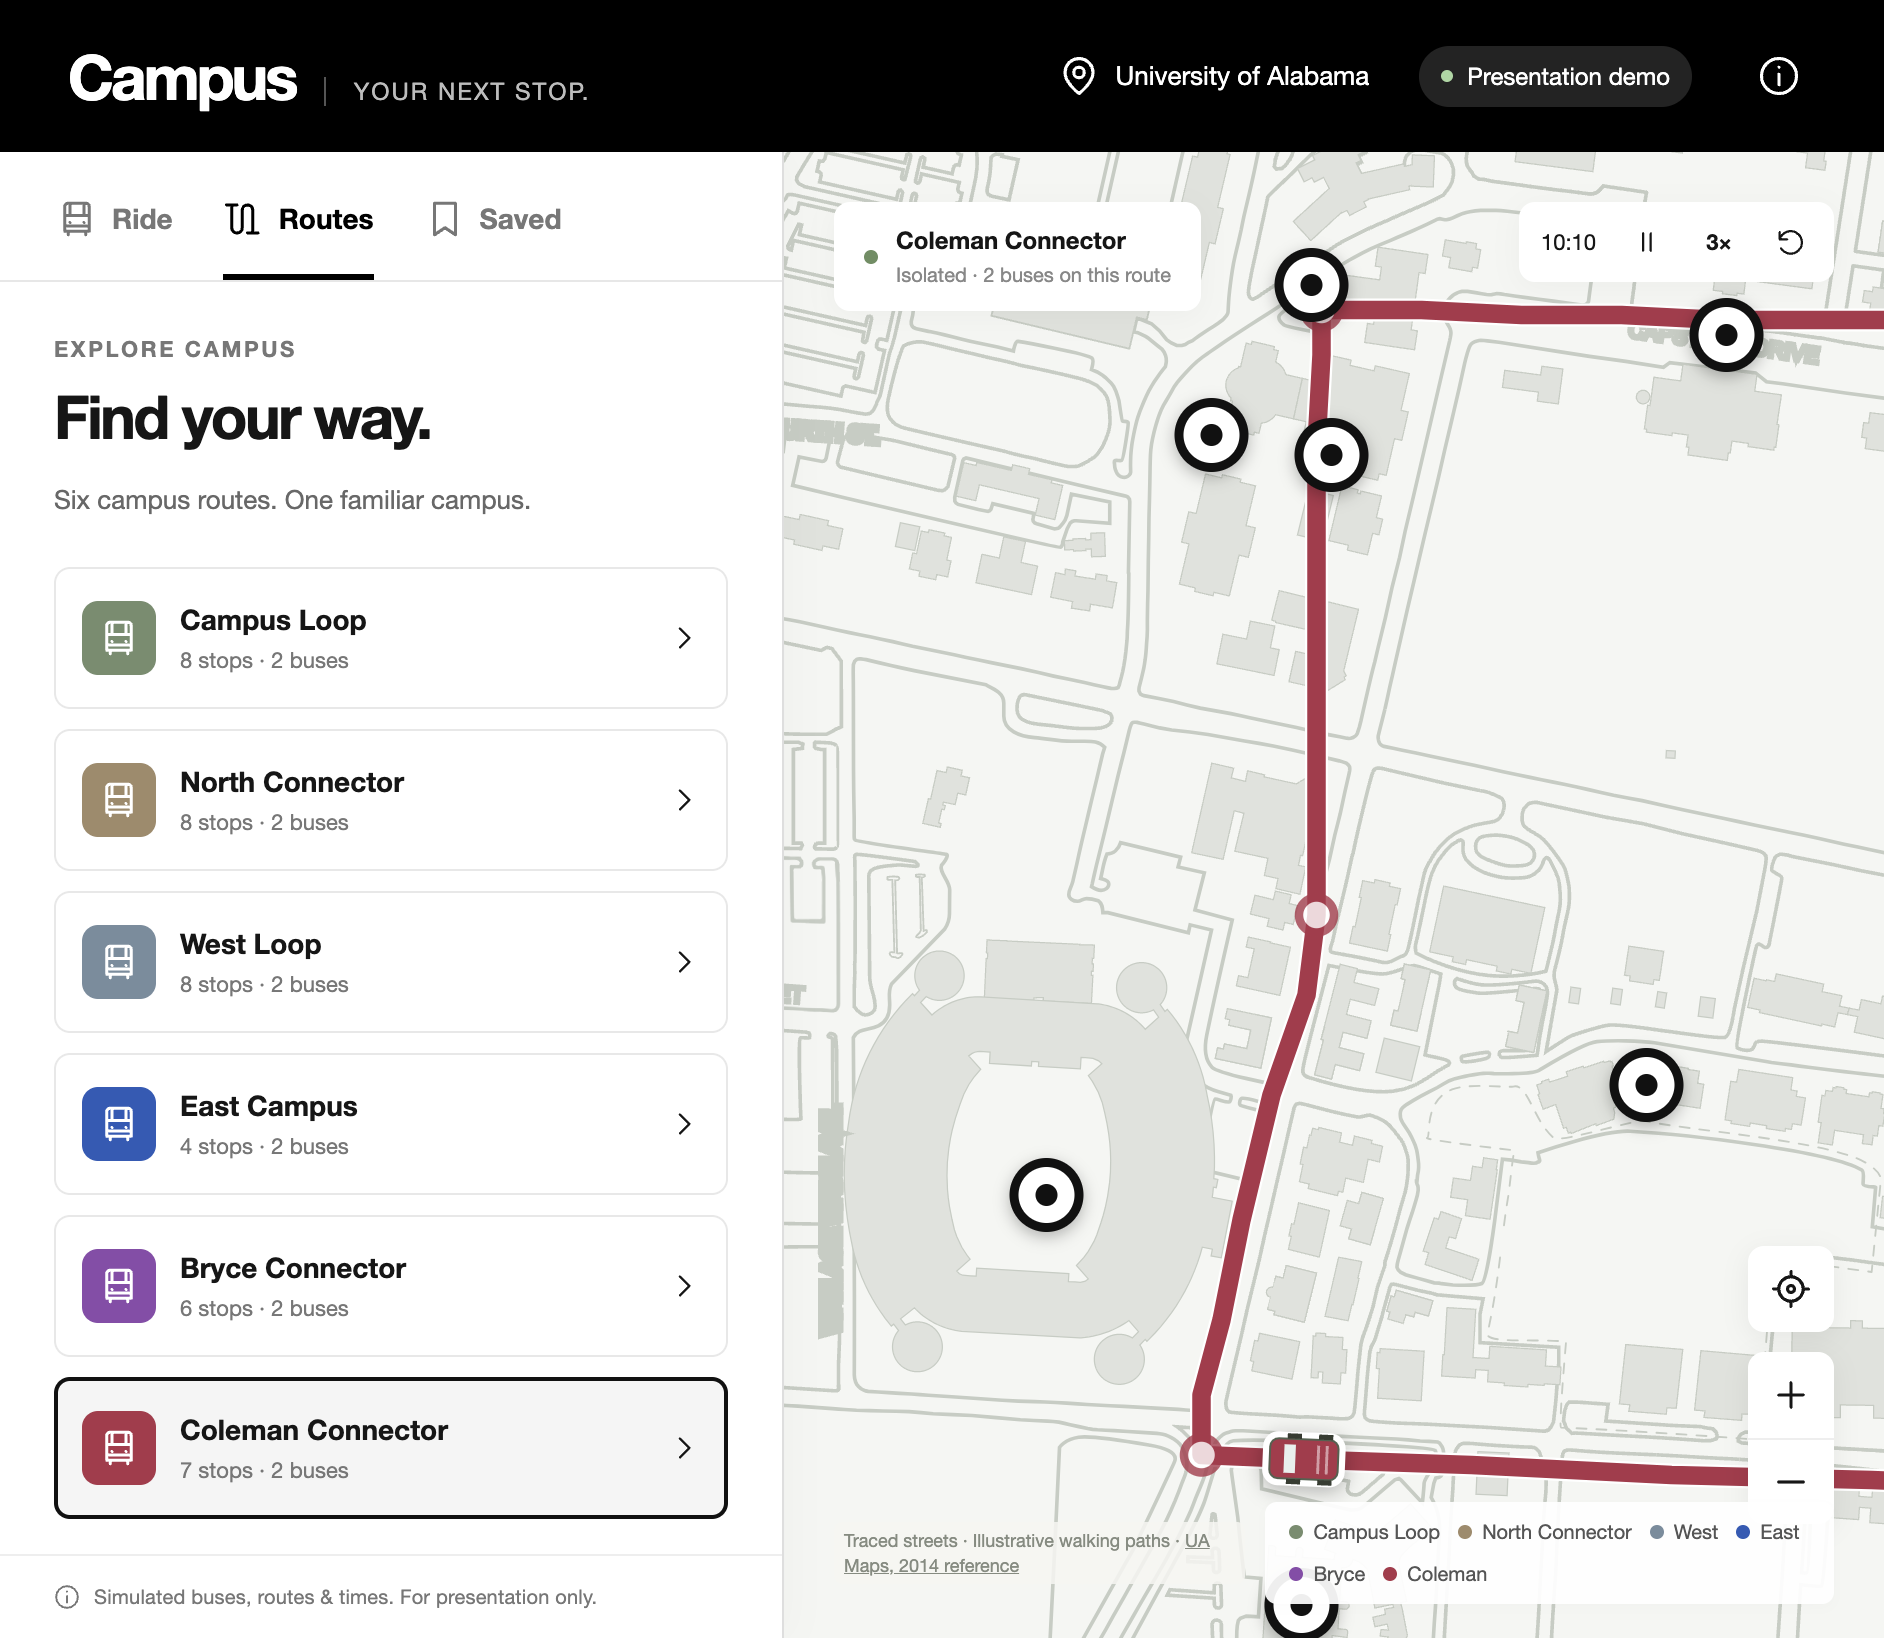 Campus
YOUR NEXT STOP.
University of Alabama
Presentation demo
Ride
Routes
Saved
EXPLORE CAMPUS
Find your way.
Six campus routes. One familiar campus.
Campus Loop
8 stops · 2 buses
North Connector
8 stops · 2 buses
West Loop
8 stops · 2 buses
East Campus
4 stops · 2 buses
Bryce Connector
6 stops · 2 buses
Coleman Connector
7 stops · 2 buses
Simulated buses, routes & times. For presentation only.
Coleman Connector
Isolated · 2 buses on this route
10:10
3×
Traced streets · Illustrative walking paths · UA
Maps, 2014 reference
Campus Loop
North Connector
West
East
Bryce
Coleman